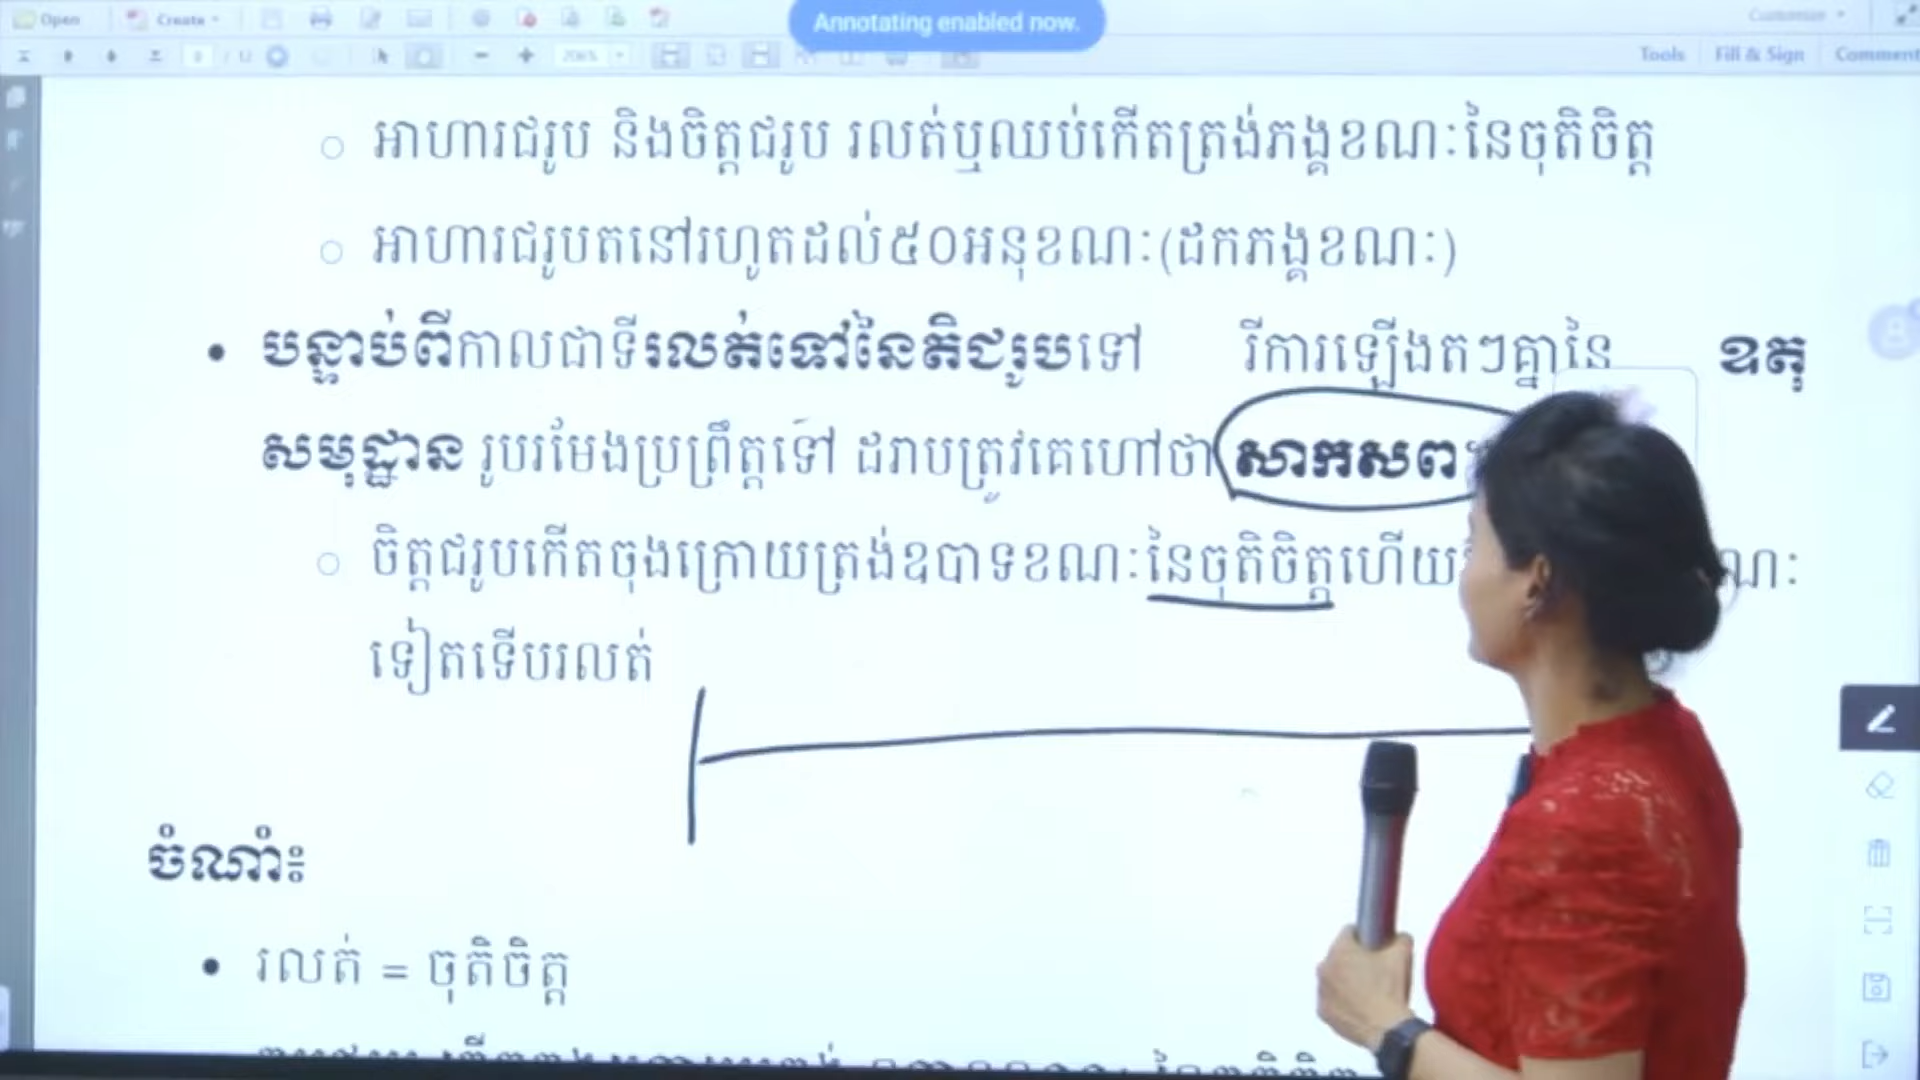 Open Create Customize
Annotating enabled now.
Tools Fill & Sign Comment
អាហារជរូប និងចិត្តជរូប រលត់ឬឈប់កើតត្រង់ភង្គខណៈនៃចុតិចិត្ត
អាហារជរូបតនៅរហូតដល់៥០អនុខណៈ(ដកភង្គខណៈ)
បន្ទាប់ពីកាលជាទីរលត់ទៅនៃតិជរូបទៅ រីការឡើងតៗគ្នានៃ ឧតុ
សមុដ្ឋាន រូបរមែងប្រព្រឹត្តទៅ ដរាបត្រូវគេហៅថា សាកសព
ចិត្តជរូបកើតចុងក្រោយត្រង់ឧបាទខណៈនៃចុតិចិត្តហើយ
ទៀតទើបរលត់
ចំណាំ៖
រលត់ = ចុតិចិត្ត